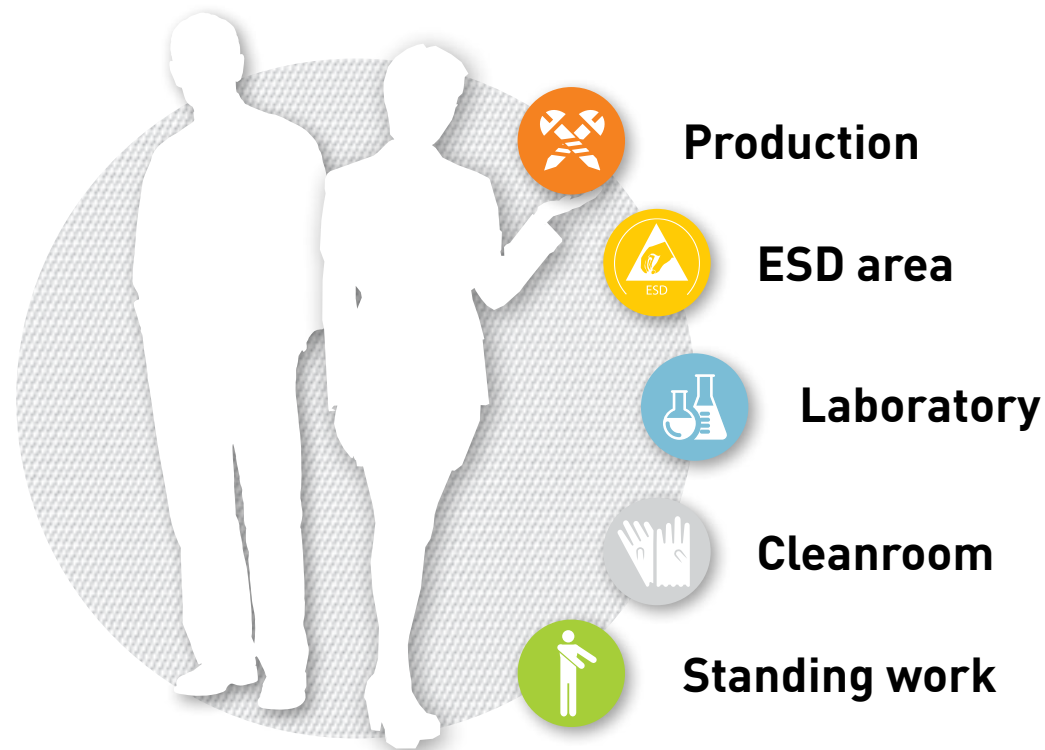 Production
ESD area
ESD
Laboratory
Cleanroom
Standing work